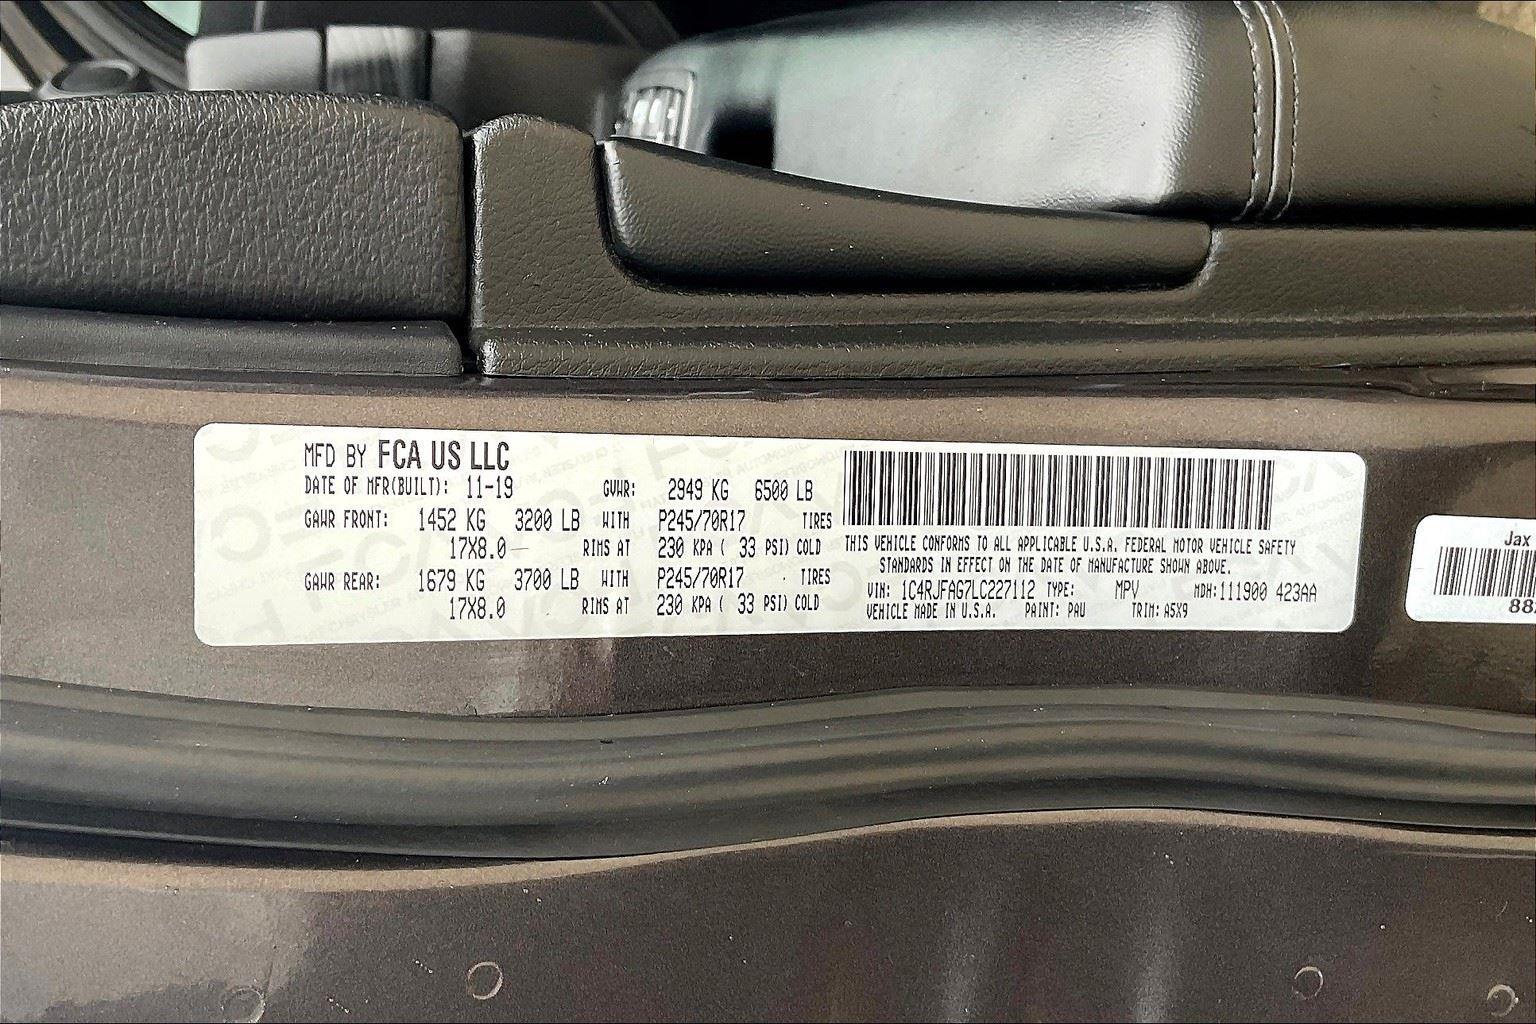 MFD BY FCA US LLC
DATE OF MFR(BUILT): 11-19 GVWR: 2949 KG 6500 LB
GAWR FRONT: 1452 KG 3200 LB WITH P245/70R17 TIRES
17X8.0 RIMS AT 230 KPA ( 33 PSI) COLD
GAWR REAR: 1679 KG 3700 LB WITH P245/70R17 TIRES
17X8.0 RIMS AT 230 KPA ( 33 PSI) COLD
THIS VEHICLE CONFORMS TO ALL APPLICABLE U.S.A. FEDERAL MOTOR VEHICLE SAFETY
STANDARDS IN EFFECT ON THE DATE OF MANUFACTURE SHOWN ABOVE.
VIN: 1C4RJFAG7LC227112 TYPE: MPV MDH:111900 423AA
VEHICLE MADE IN U.S.A. PAINT: PAU TRIM: A5X9
Jax